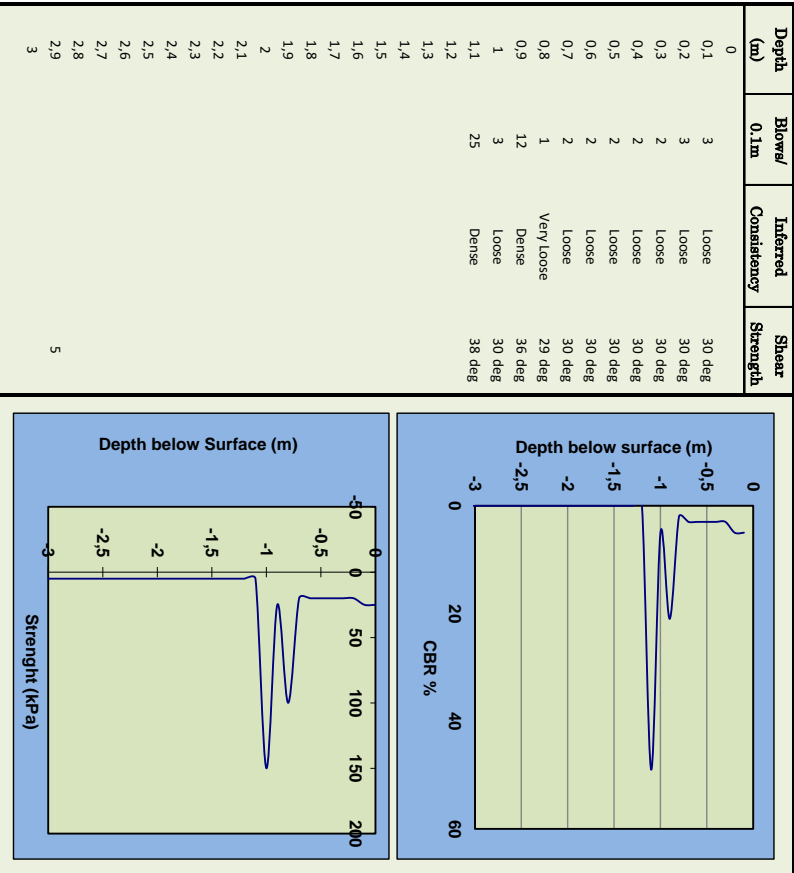 Depth Blows/ Inferred Shear
(m) 0.1m Consistency Strength
0
0,1 3 Loose 30 deg
0,2 3 Loose 30 deg
0,3 2 Loose 30 deg
0,4 2 Loose 30 deg
0,5 2 Loose 30 deg
0,6 2 Loose 30 deg
0,7 2 Loose 30 deg
0,8 1 Very Loose 29 deg
0,9 12 Dense 36 deg
1 3 Loose 30 deg
1,1 25 Dense 38 deg
1,2
1,3
1,4
1,5
1,6
1,7
1,8
1,9
2
2,1
2,2
2,3
2,4
2,5
2,6
2,7
2,8
2,9 5
3
CBR %
0 20 40 60
0
-0,5
-1
-1,5
-2
-2,5
-3
Depth below surface (m)
-50 0 50 100 150 200
0
-0,5
-1
-1,5
-2
-2,5
-3
Depth below Surface (m)
Strenght (kPa)